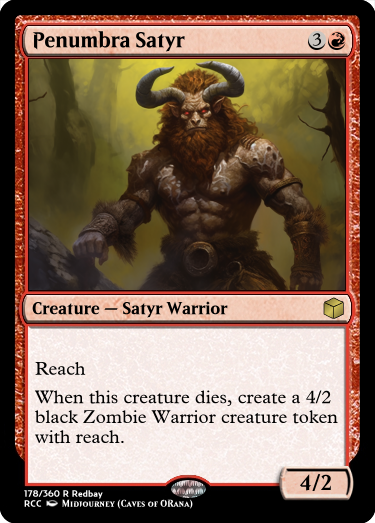 Penumbra Satyr 3
Creature — Satyr Warrior
Reach
When this creature dies, create a 4/2
black Zombie Warrior creature token
with reach.
4/2
178/360 R Redbay
RCC Midjourney (Caves of ORana)